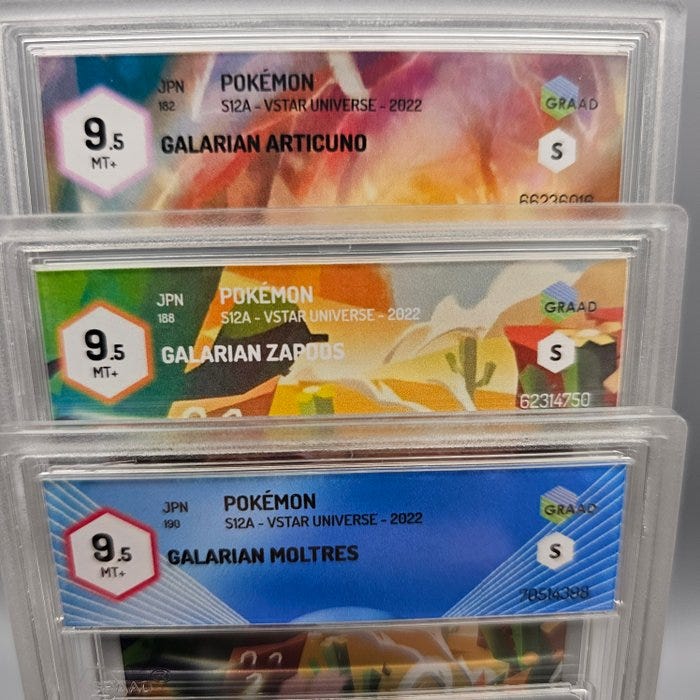 JPN POKÉMON
182 S12A - VSTAR UNIVERSE - 2022
GRAAD
9.5
MT+
GALARIAN ARTICUNO
S
66236016
JPN POKÉMON
188 S12A - VSTAR UNIVERSE - 2022
GRAAD
9.5
MT+
GALARIAN ZAPDOS
S
62314750
JPN POKÉMON
190 S12A - VSTAR UNIVERSE - 2022
GRAAD
9.5
MT+
GALARIAN MOLTRES
S
70514398